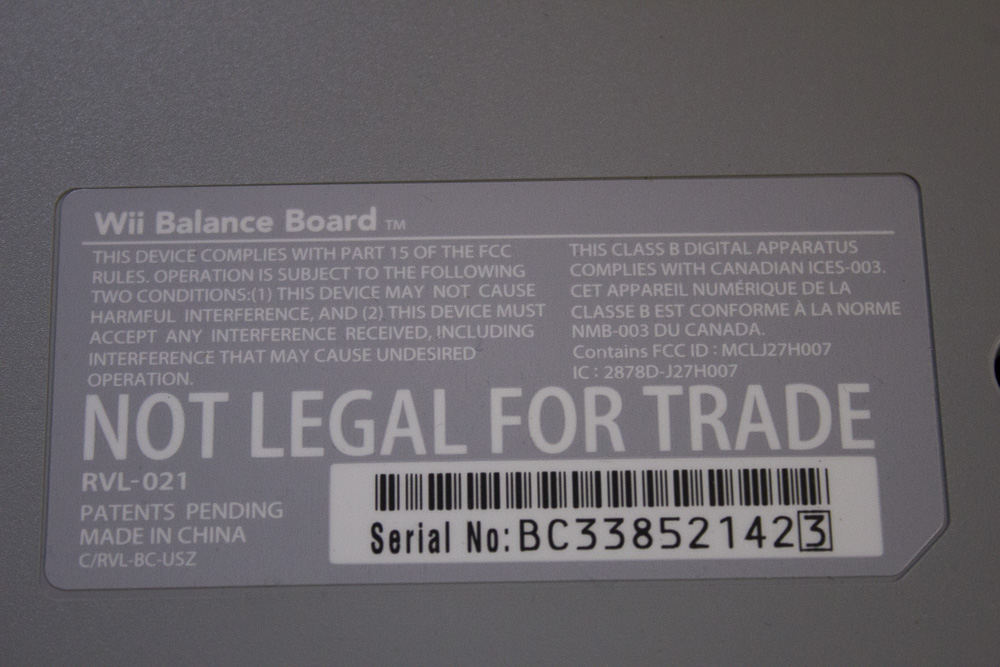 Wii Balance Board TM
THIS DEVICE COMPLIES WITH PART 15 OF THE FCC
RULES. OPERATION IS SUBJECT TO THE FOLLOWING
TWO CONDITIONS:(1) THIS DEVICE MAY NOT CAUSE
HARMFUL INTERFERENCE, AND (2) THIS DEVICE MUST
ACCEPT ANY INTERFERENCE RECEIVED, INCLUDING
INTERFERENCE THAT MAY CAUSE UNDESIRED
OPERATION.
THIS CLASS B DIGITAL APPARATUS
COMPLIES WITH CANADIAN ICES-003.
CET APPAREIL NUMÉRIQUE DE LA
CLASSE B EST CONFORME À LA NORME
NMB-003 DU CANADA.
Contains FCC ID : MCLJ27H007
IC : 2878D-J27H007
NOT LEGAL FOR TRADE
RVL-021
PATENTS PENDING
MADE IN CHINA
C/RVL-BC-USZ
Serial No: BC338521423